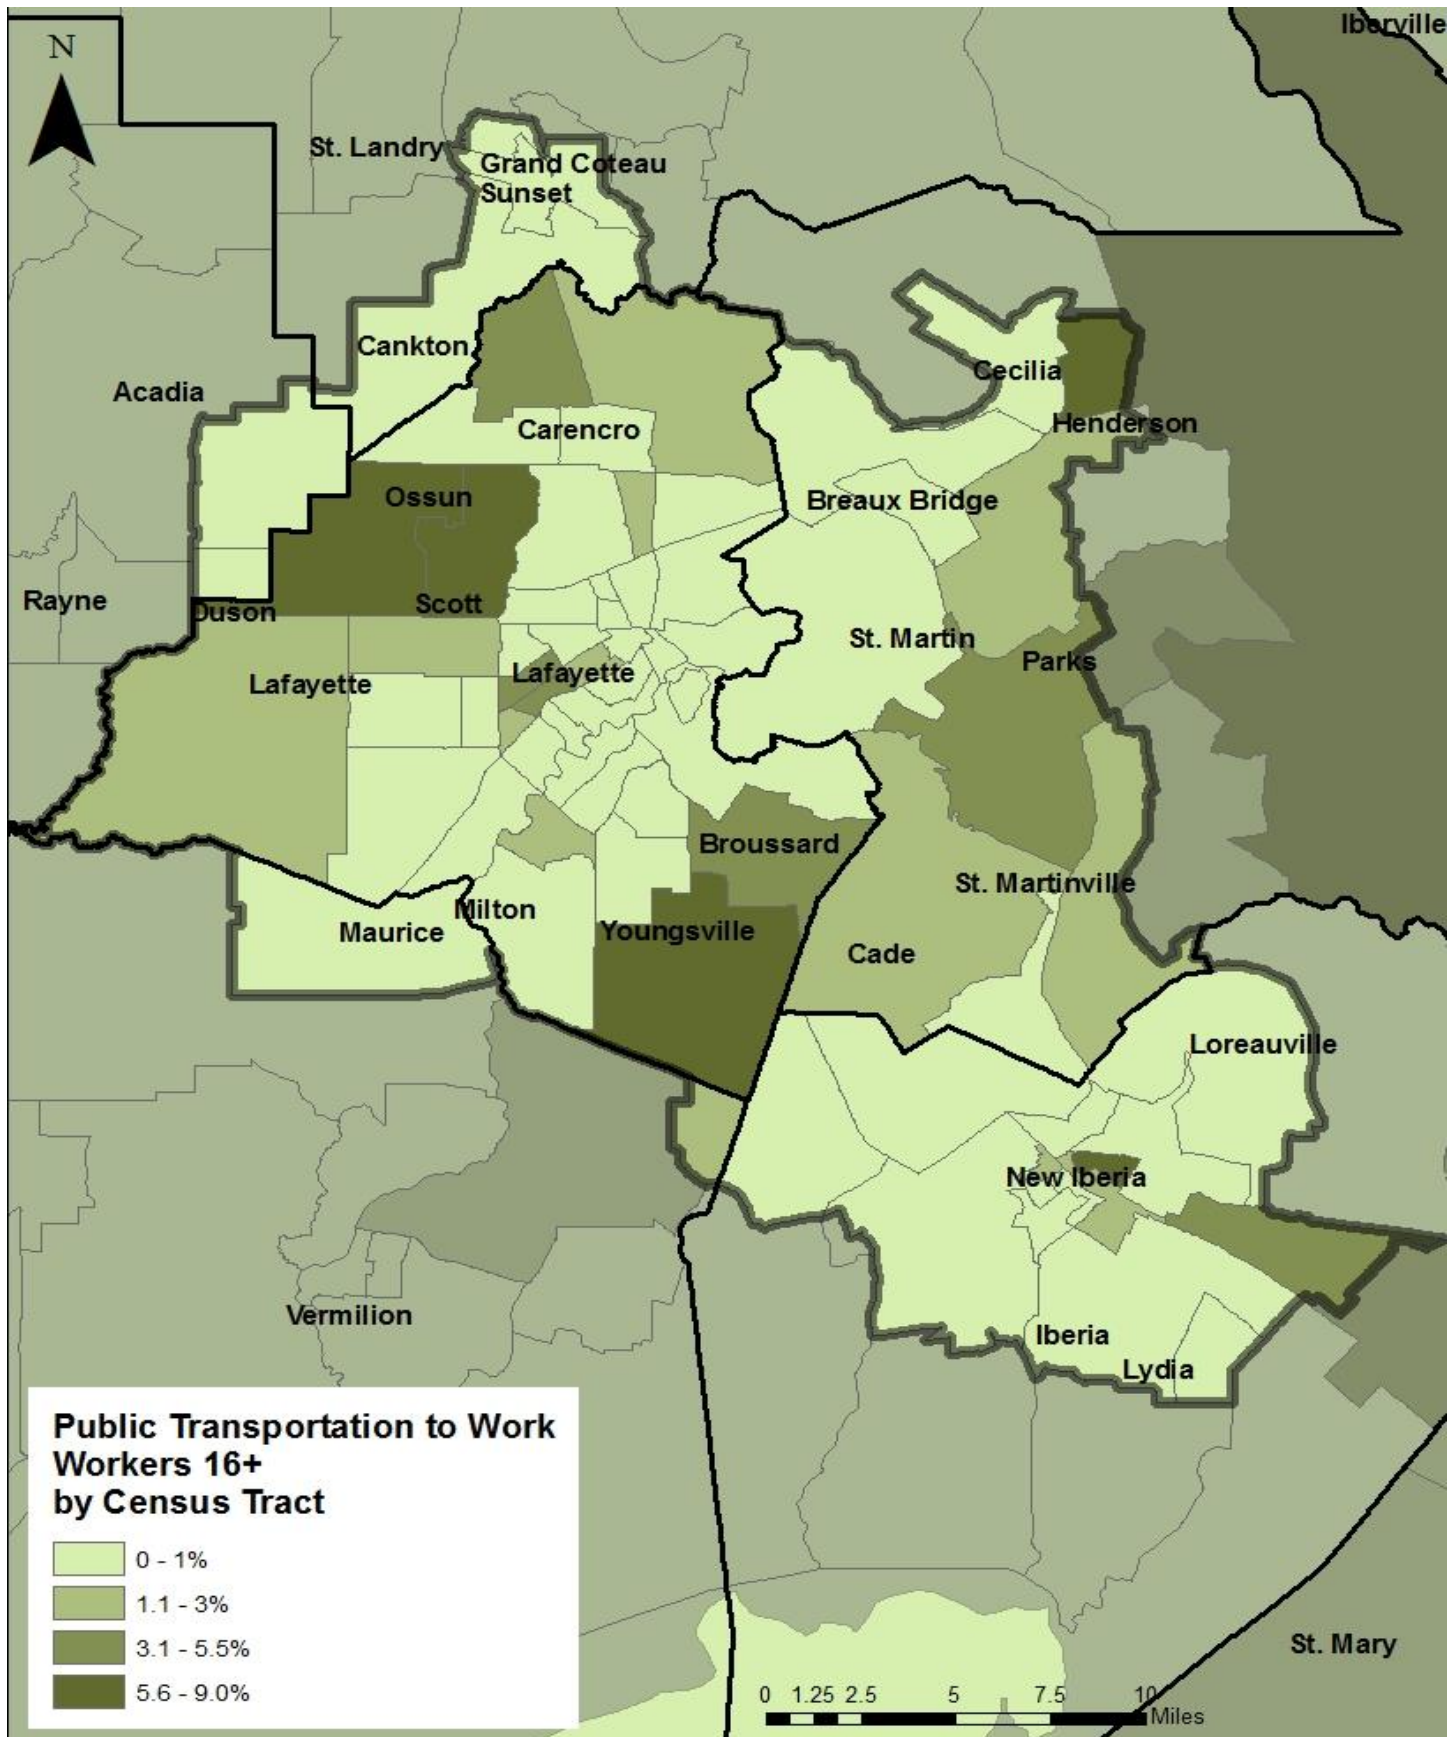 Iberville
N
St. Landry
Grand Coteau
Sunset
Cankton
Cecilia
Acadia
Henderson
Carencro
Ossun
Breaux Bridge
Rayne
Duson
Scott
St. Martin
Parks
Lafayette
Lafayette
Broussard
St. Martinville
Milton
Maurice
Youngsville
Cade
Loreauville
New Iberia
Vermilion
Iberia
Lydia
Public Transportation to Work
Workers 16+
by Census Tract
0 - 1%
1.1 - 3%
3.1 - 5.5%
5.6 - 9.0%
St. Mary
0 1.25 2.5 5 7.5 10
Miles